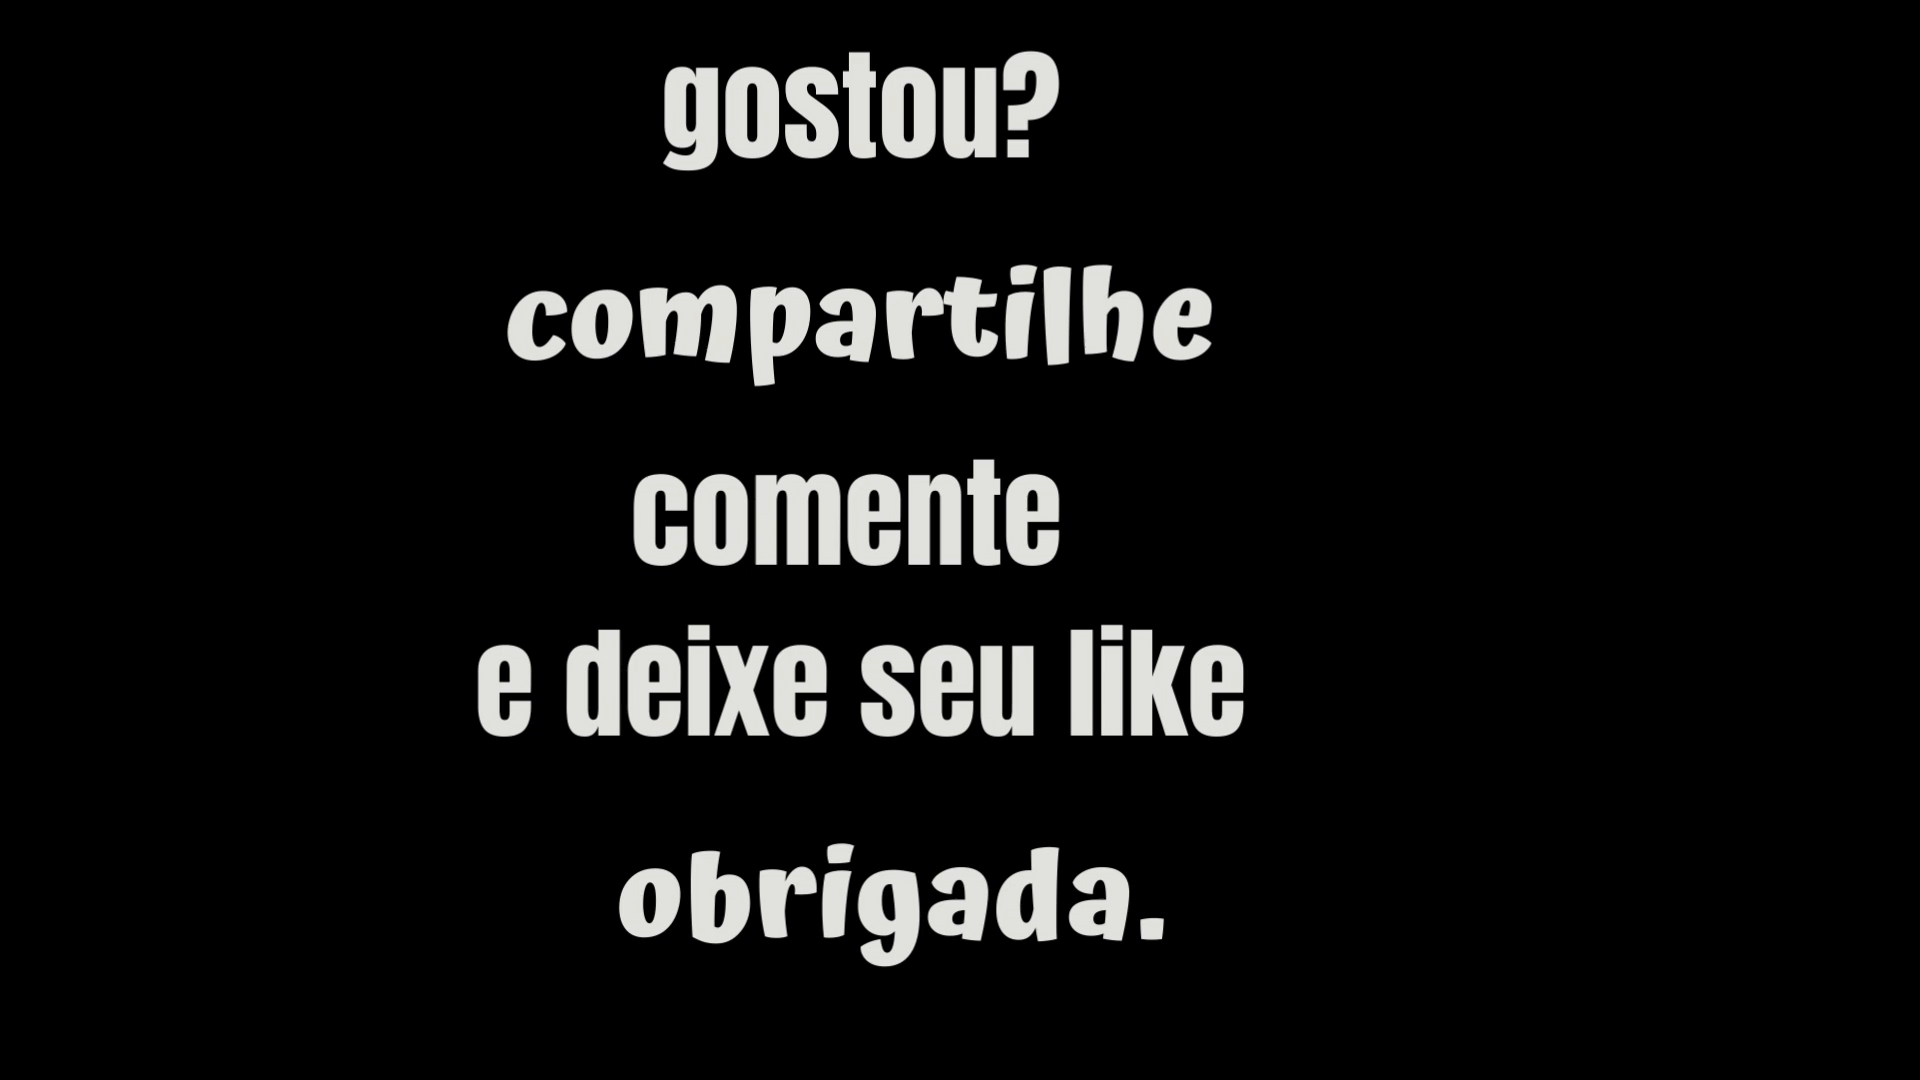 gostou?
compartilhe
comente
e deixe seu like
obrigada.